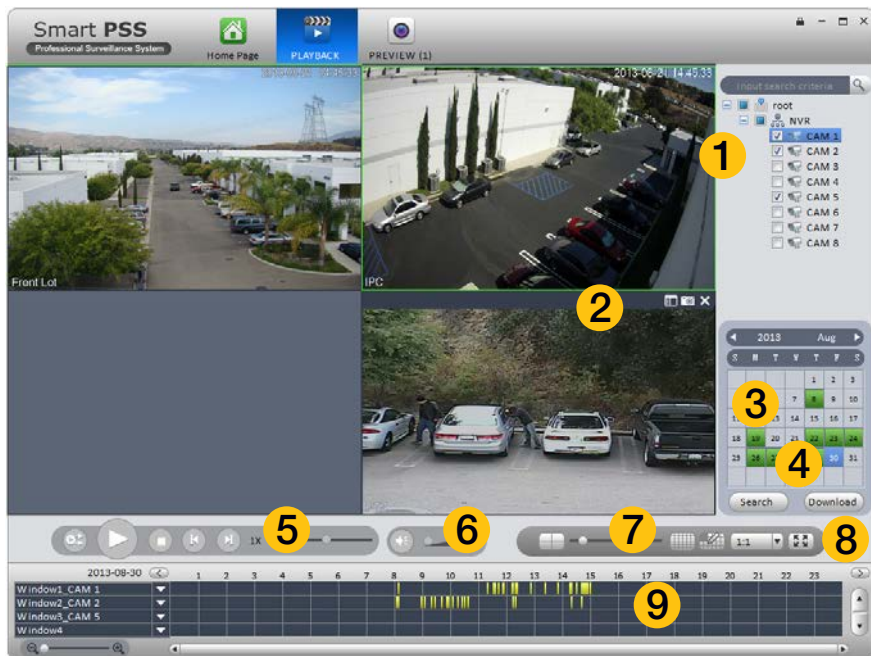 Smart PSS
Professional Surveillance System
Home Page
PLAYBACK
PREVIEW (1)
2013-08-21 14:45:33
Input search criteria
root
NVR
CAM 1
CAM 2
CAM 3
CAM 4
CAM 5
CAM 6
CAM 7
CAM 8
1
Front Lot
IPC
2
2013 Aug
S M T W T F S
1 2 3
7 8 9 10
3
14 15 16 17
18 19 20 21 22 23 24
25 26 30 31
4
Search Download
5
1X
6
7
1:1
8
2013-08-30 1 2 3 4 5 6 7 8 9 10 11 12 13 14 15 16 17 18 19 20 21 22 23
Window1_CAM 1
Window2_CAM 2
Window3_CAM 5
Window4
9